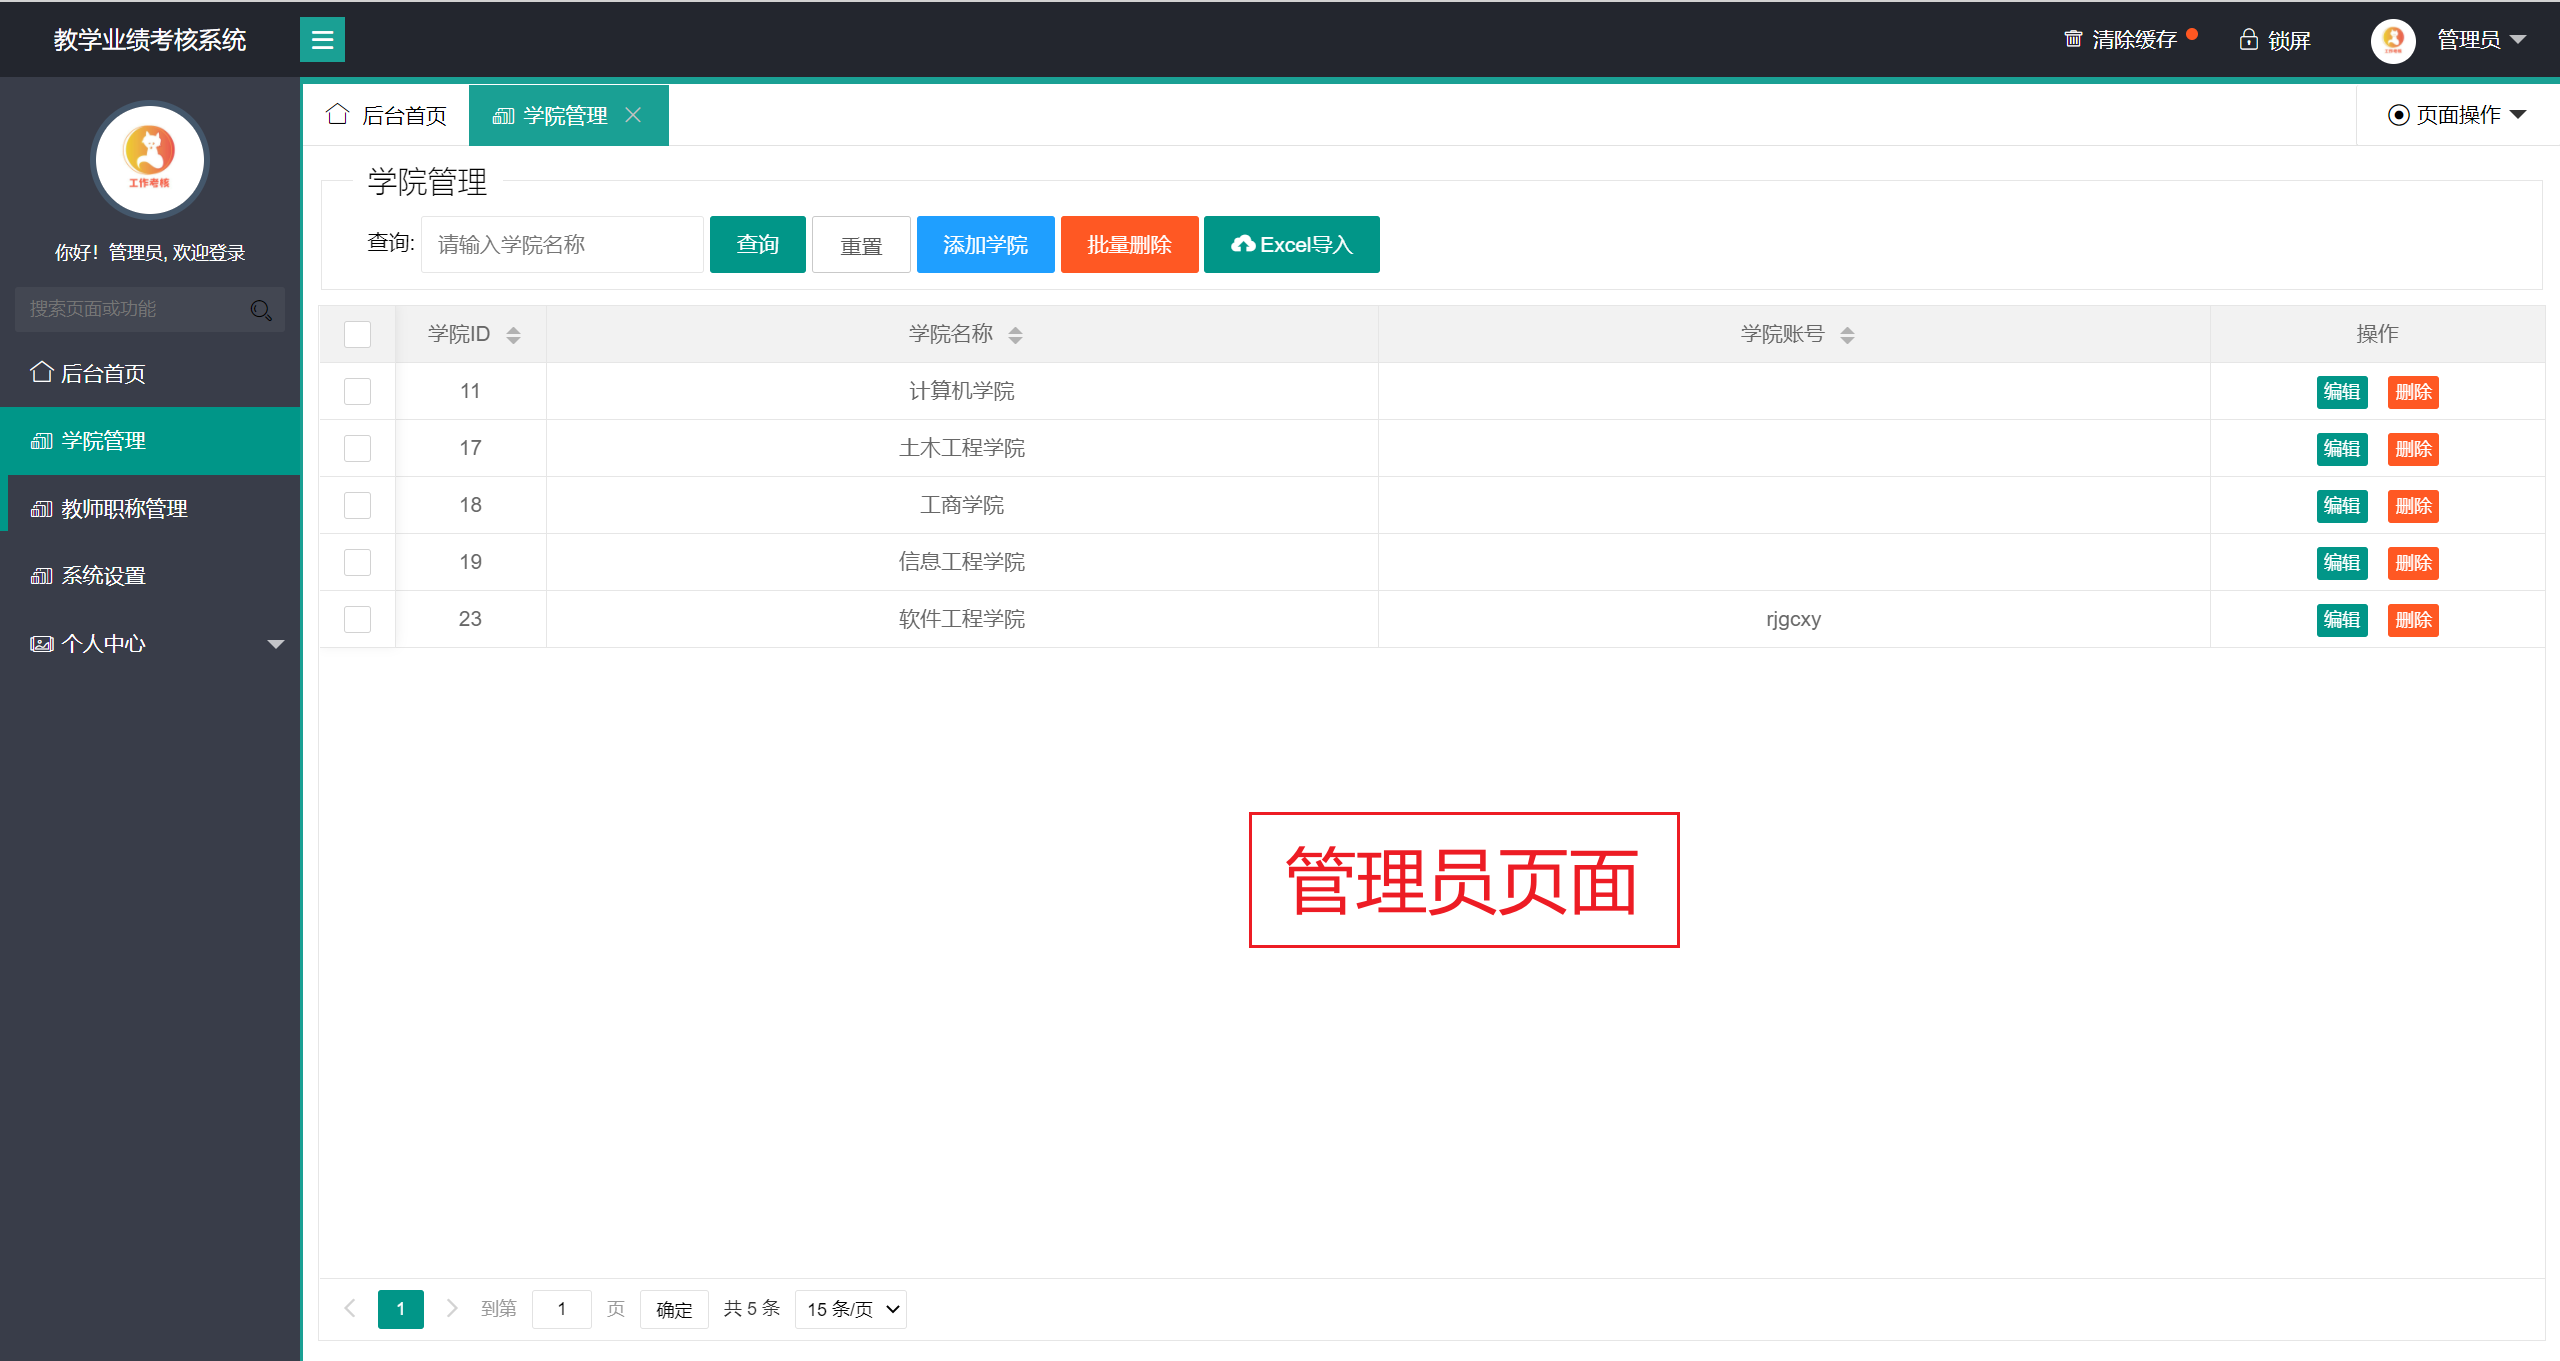 教学业绩考核系统
清除缓存
锁屏
管理员
工作考核
你好！管理员, 欢迎登录
搜索页面或功能
后台首页
学院管理
教师职称管理
系统设置
个人中心
后台首页
学院管理
页面操作
学院管理
查询: 请输入学院名称 查询 重置 添加学院 批量删除 Excel导入
学院ID 学院名称 学院账号 操作
11 计算机学院 编辑 删除
17 土木工程学院 编辑 删除
18 工商学院 编辑 删除
19 信息工程学院 编辑 删除
23 软件工程学院 rjgcxy 编辑 删除
管理员页面
1 到第 1 页 确定 共 5 条 15 条/页